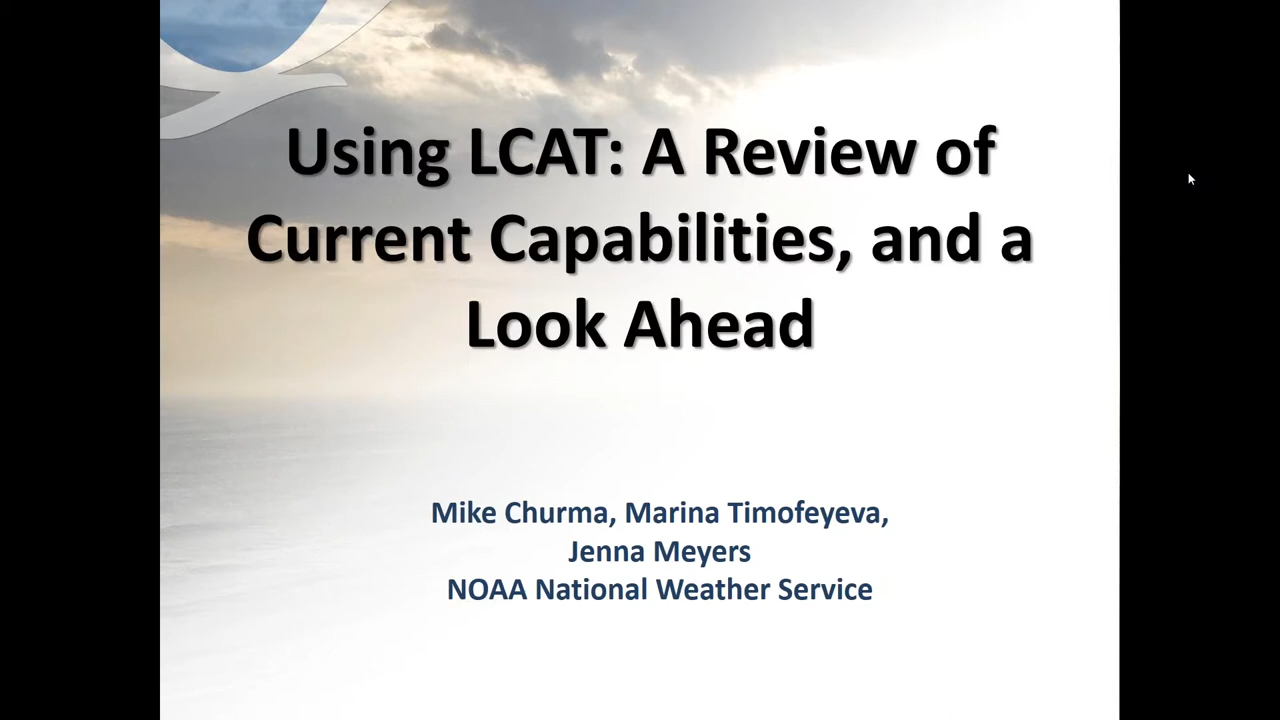 Using LCAT: A Review of
Current Capabilities, and a
Look Ahead
Mike Churma, Marina Timofeyeva,
Jenna Meyers
NOAA National Weather Service